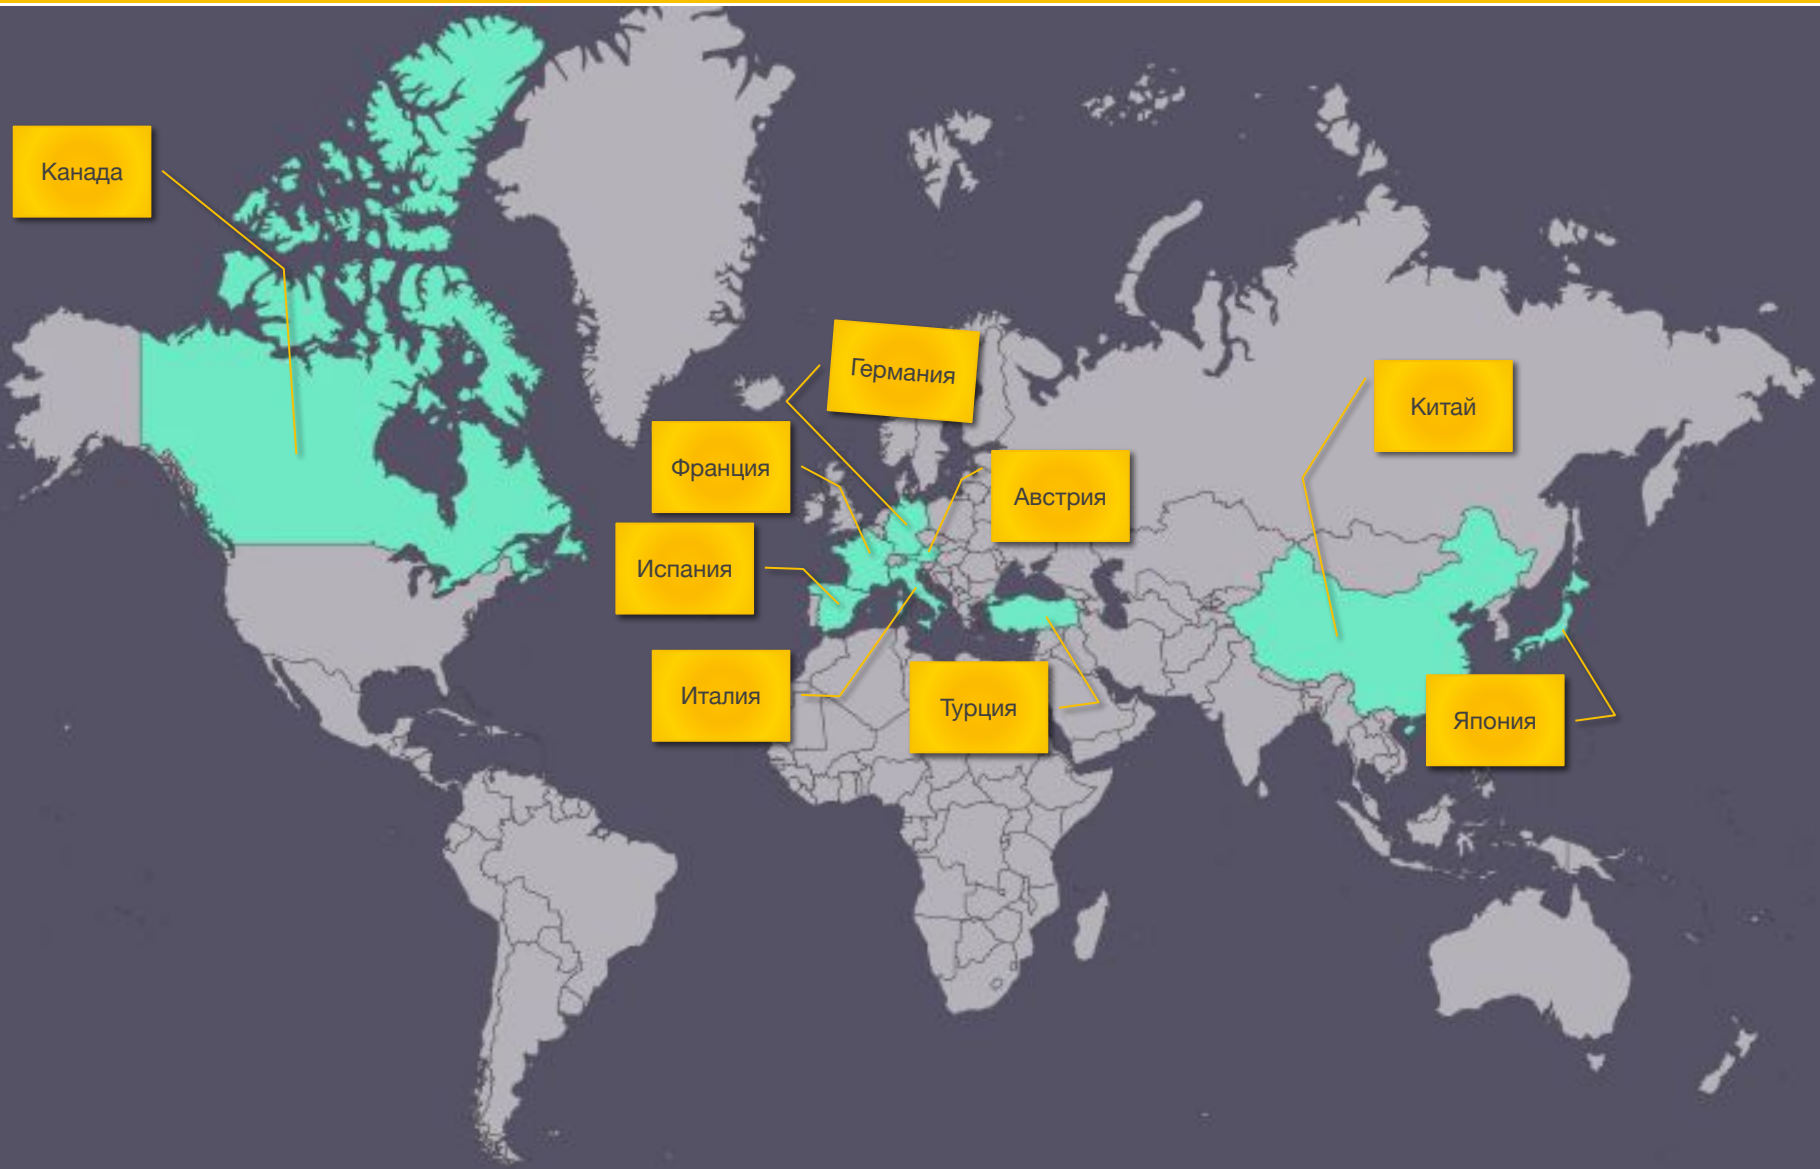 Канада
Германия
Китай
Франция
Австрия
Испания
Италия
Турция
Япония